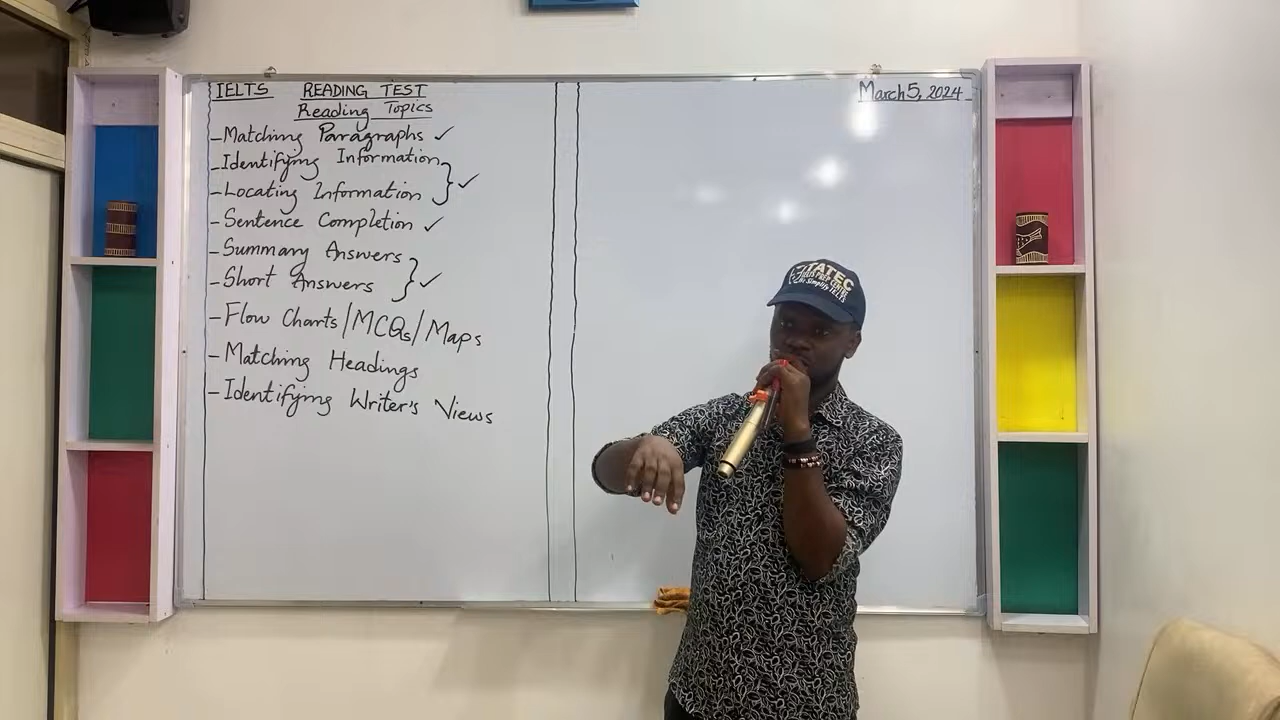 IELTS READING TEST
Reading Topics
- Matching Paragraphs ✓
- Identifying Information
- Locating Information } ✓
- Sentence Completion ✓
- Summary Answers
- Short Answers } ✓
- Flow Charts/MCQs/Maps
- Matching Headings
- Identifying Writer's Views
March 5, 2024
TATEC
IELTS